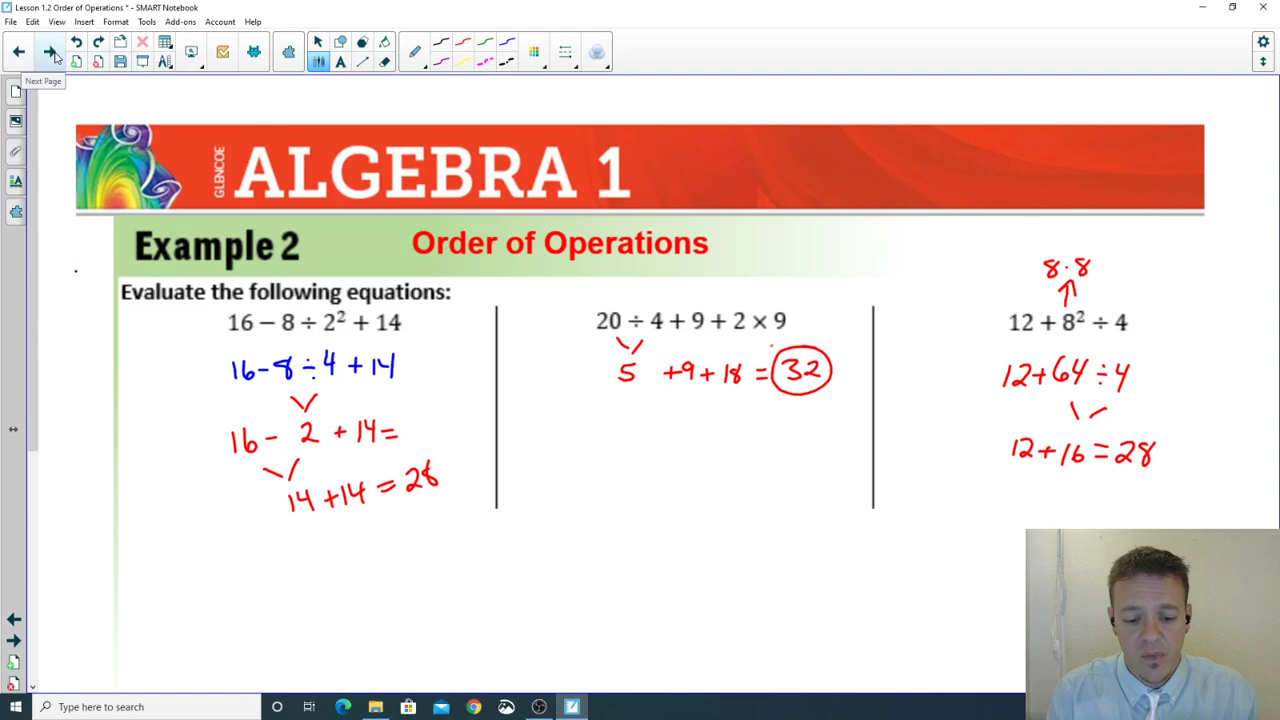 Lesson 1.2 Order of Operations * - SMART Notebook
File Edit View Insert Format Tools Add-ons Account Help
Next Page
GLENCOE ALGEBRA 1
Example 2 Order of Operations
Evaluate the following equations:
16 − 8 ÷ 2² + 14
16-8 ÷ 4 + 14
16 - 2 + 14 =
14 + 14 = 28
20 ÷ 4 + 9 + 2 × 9
5 + 9 + 18 = 32
8 · 8
12 + 8² ÷ 4
12 + 64 ÷ 4
12 + 16 = 28
Type here to search